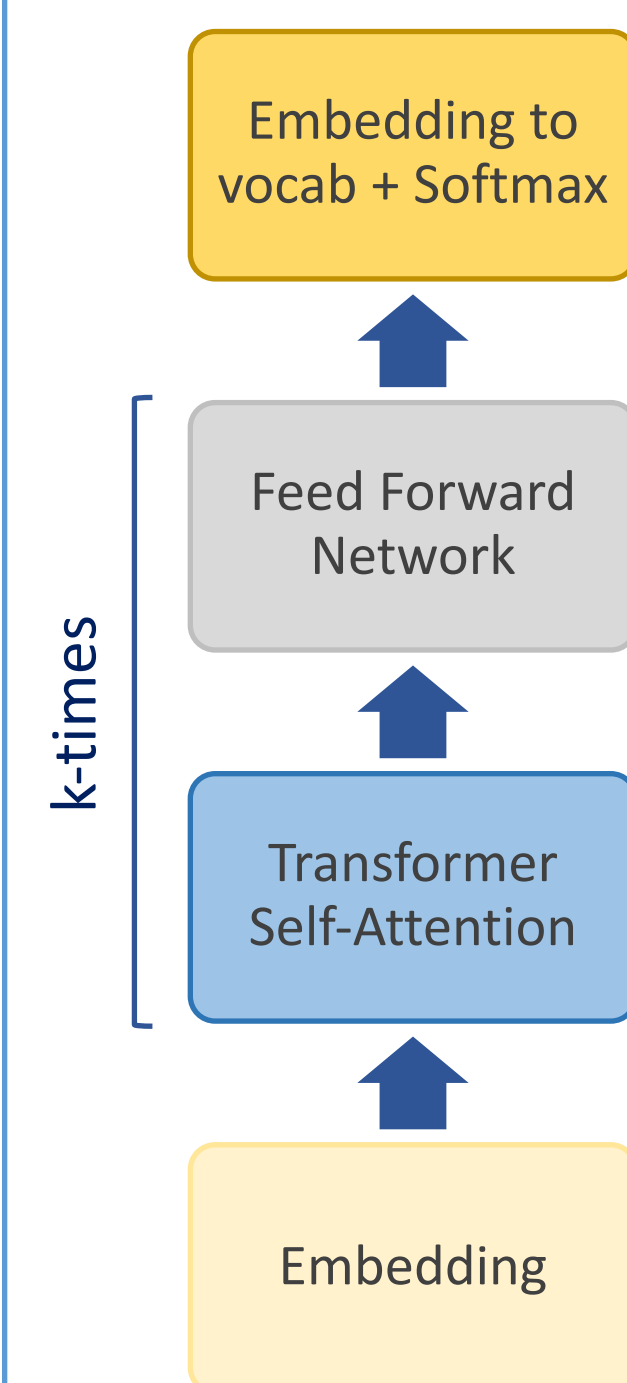 Embedding to
vocab + Softmax
Feed Forward
Network
k-times
Transformer
Self-Attention
Embedding